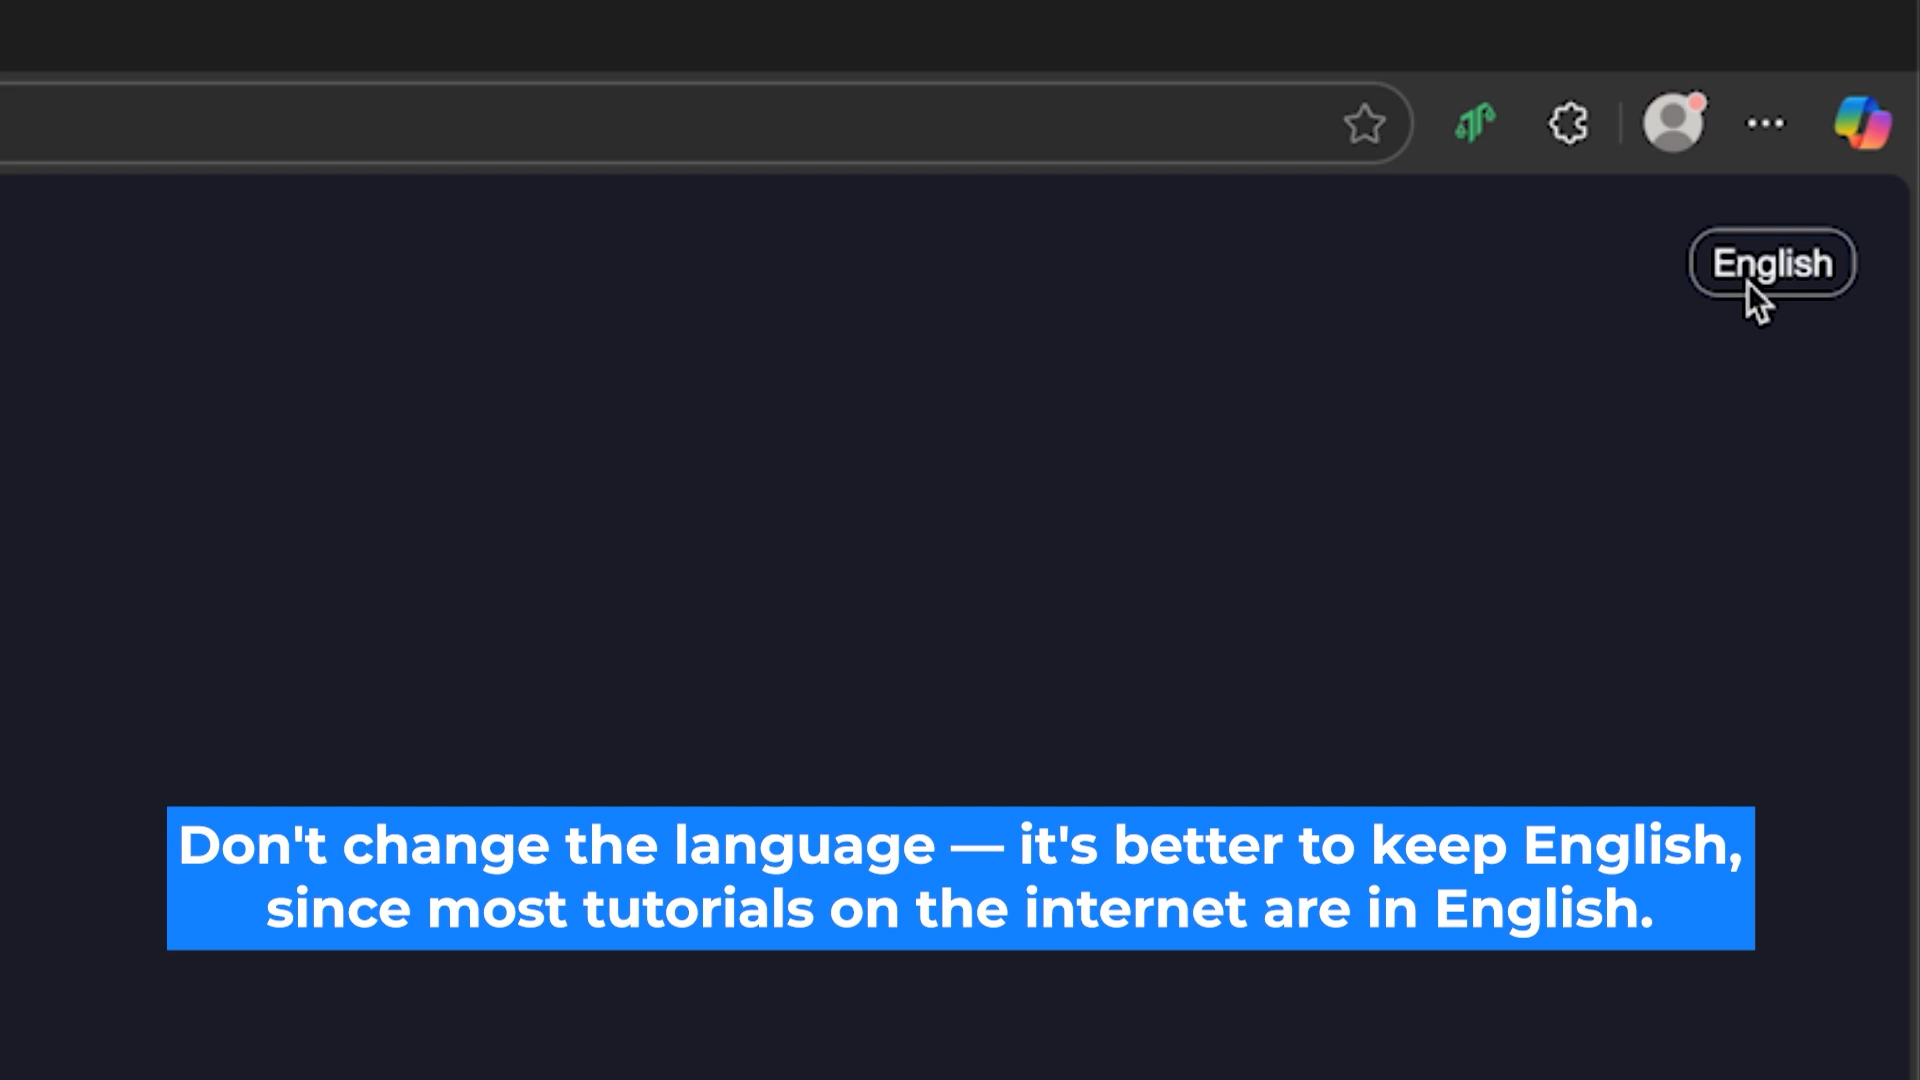 English
Don't change the language — it's better to keep English,
since most tutorials on the internet are in English.